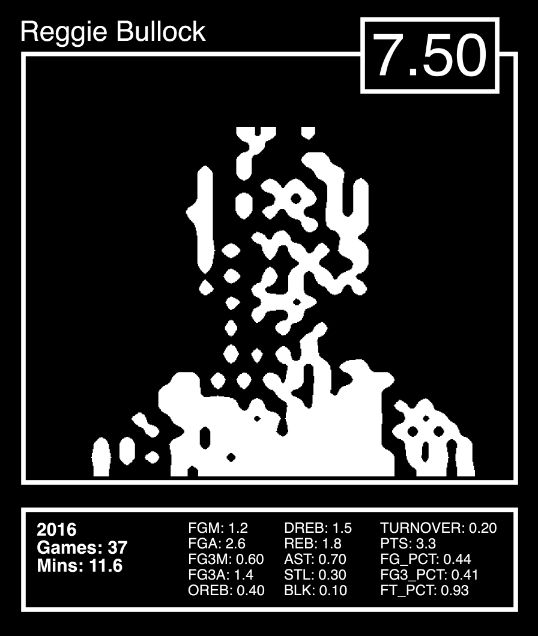 Reggie Bullock
7.50
2016
Games: 37
Mins: 11.6
FGM: 1.2
FGA: 2.6
FG3M: 0.60
FG3A: 1.4
OREB: 0.40
DREB: 1.5
REB: 1.8
AST: 0.70
STL: 0.30
BLK: 0.10
TURNOVER: 0.20
PTS: 3.3
FG_PCT: 0.44
FG3_PCT: 0.41
FT_PCT: 0.93